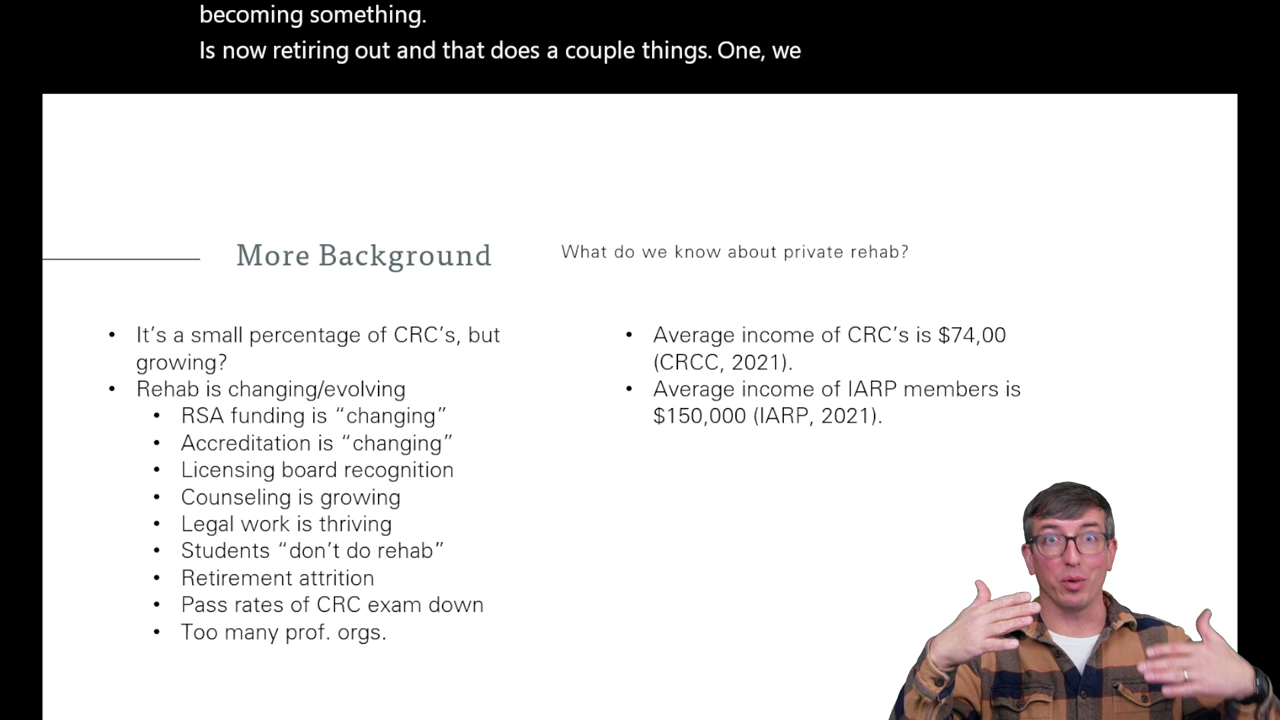 becoming something.
Is now retiring out and that does a couple things. One, we
More Background
What do we know about private rehab?
• It's a small percentage of CRC's, but
growing?
• Rehab is changing/evolving
• RSA funding is “changing”
• Accreditation is “changing”
• Licensing board recognition
• Counseling is growing
• Legal work is thriving
• Students “don't do rehab”
• Retirement attrition
• Pass rates of CRC exam down
• Too many prof. orgs.
• Average income of CRC's is $74,00
(CRCC, 2021).
• Average income of IARP members is
$150,000 (IARP, 2021).